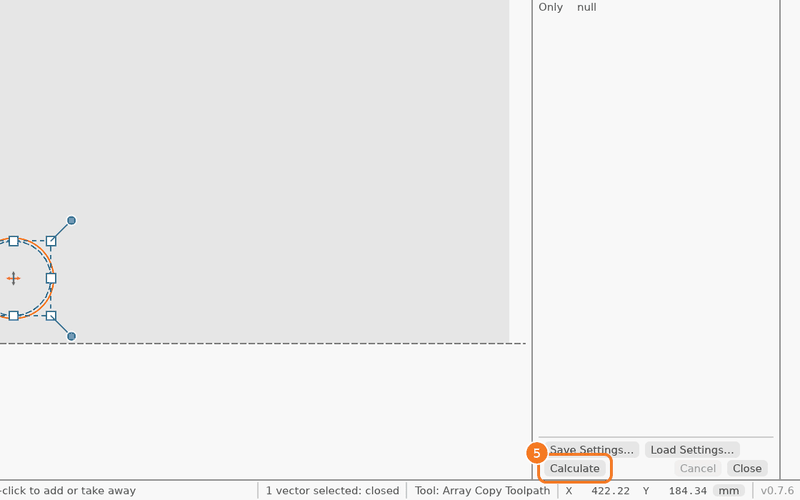 Only null
5
Save Settings... Load Settings...
Calculate Cancel Close
-click to add or take away 1 vector selected: closed Tool: Array Copy Toolpath X 422.22 Y 184.34 mm v0.7.6